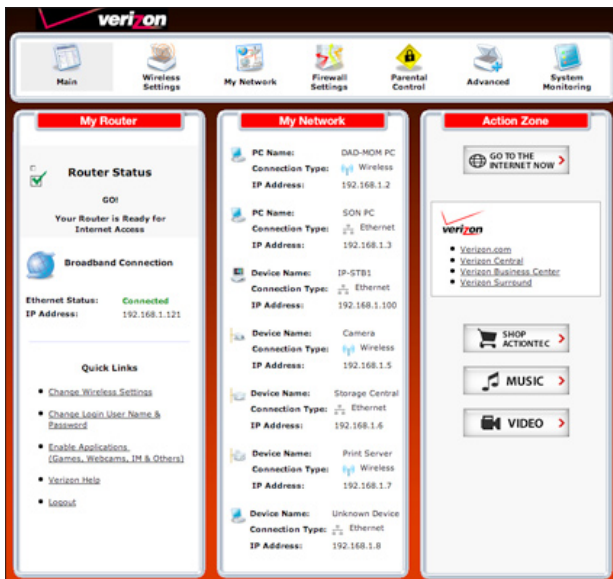 verizon
Main
Wireless
Settings
My Network
Firewall
Settings
Parental
Control
Advanced
System
Monitoring
My Router
Router Status
GO!
Your Router is Ready for
Internet Access
Broadband Connection
Ethernet Status: Connected
IP Address: 192.168.1.121
Quick Links
Change Wireless Settings
Change Login User Name &
Password
Enable Applications
(Games, Webcams, IM & Others)
Verizon Help
Logout
My Network
PC Name: DAD-MOM PC
Connection Type: Wireless
IP Address: 192.168.1.2
PC Name: SON PC
Connection Type: Ethernet
IP Address: 192.168.1.3
Device Name: IP-STB1
Connection Type: Ethernet
IP Address: 192.168.1.100
Device Name: Camera
Connection Type: Wireless
IP Address: 192.168.1.5
Device Name: Storage Central
Connection Type: Ethernet
IP Address: 192.168.1.6
Device Name: Print Server
Connection Type: Wireless
IP Address: 192.168.1.7
Device Name: Unknown Device
Connection Type: Ethernet
IP Address: 192.168.1.8
Action Zone
GO TO THE
INTERNET NOW
verizon
Verizon.com
Verizon Central
Verizon Business Center
Verizon Surround
SHOP
ACTIONTEC
MUSIC
VIDEO